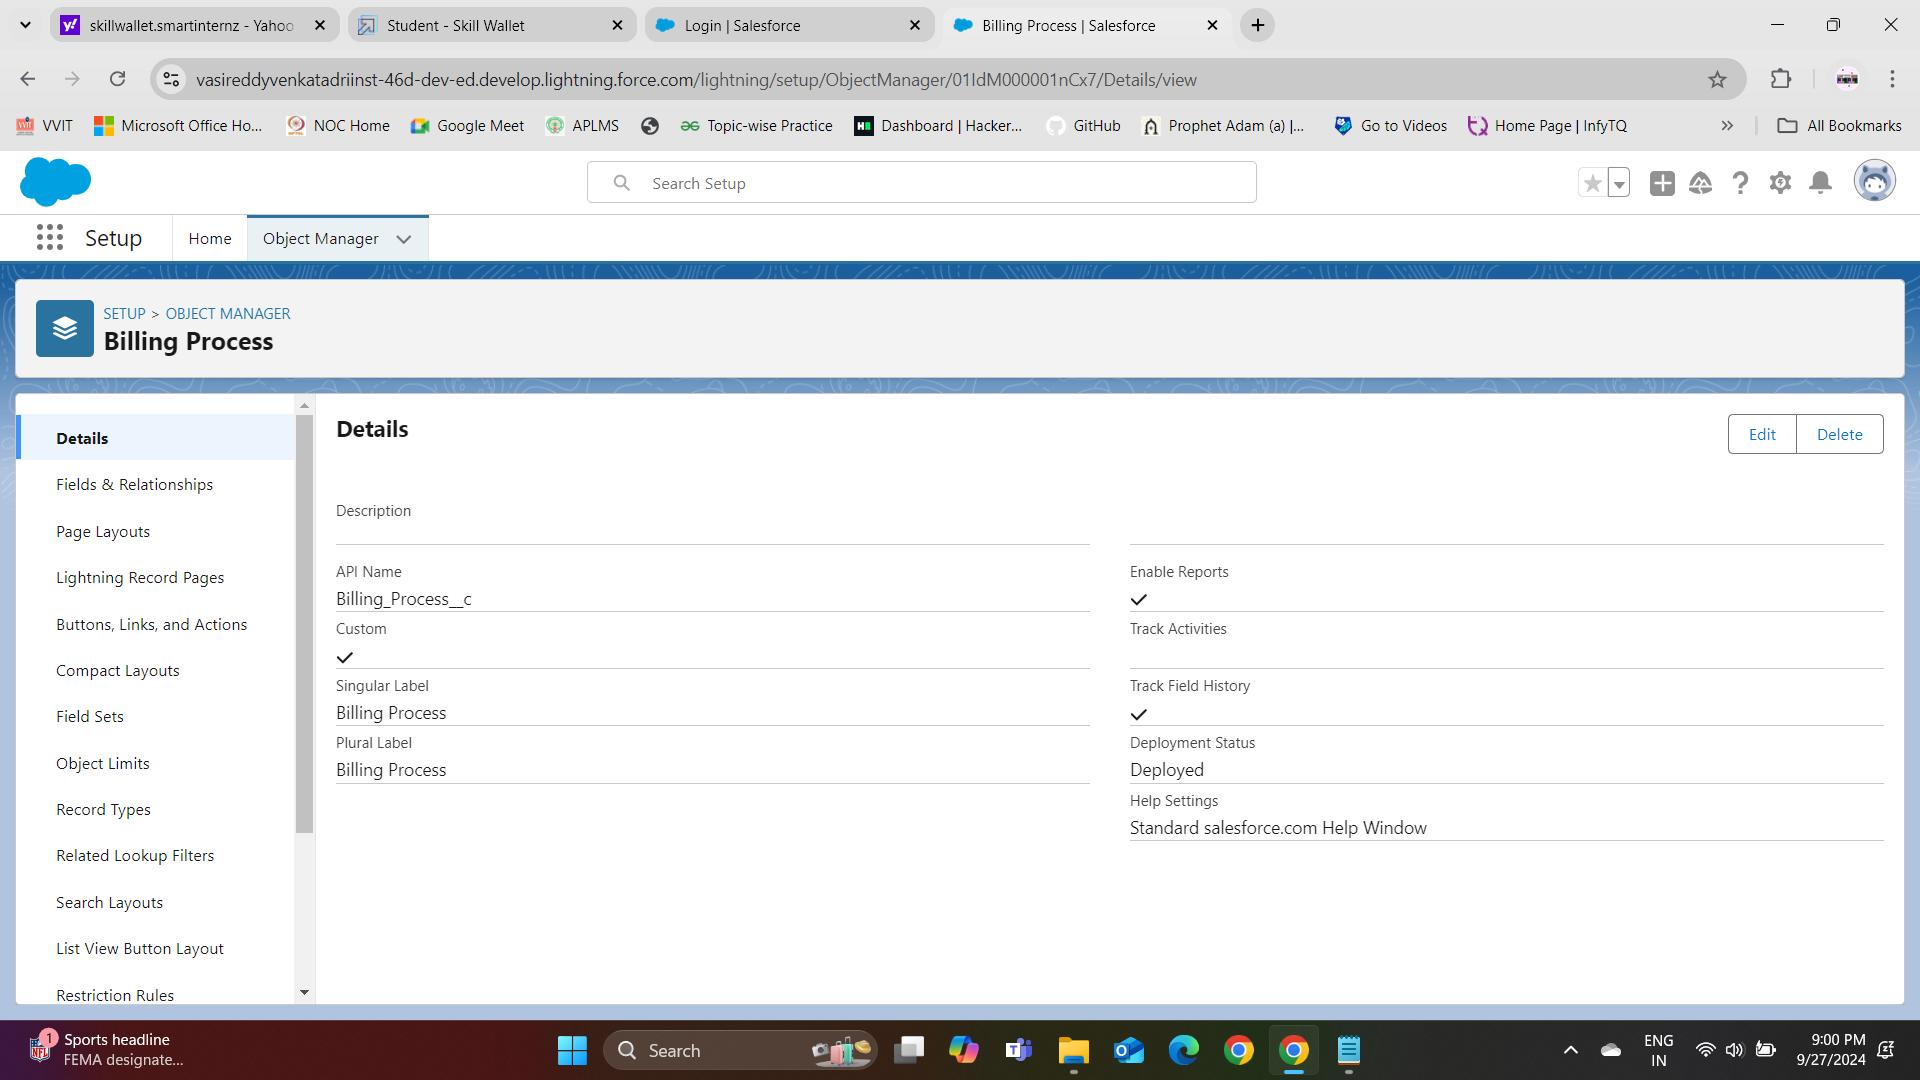 skillwallet.smartinternz - Yahoo
Student - Skill Wallet
Login | Salesforce
Billing Process | Salesforce
vasireddyvenkatadriinst-46d-dev-ed.develop.lightning.force.com/lightning/setup/ObjectManager/01IdM000001nCx7/Details/view
VVIT
Microsoft Office Ho...
NOC Home
Google Meet
APLMS
Topic-wise Practice
Dashboard | Hacker...
GitHub
Prophet Adam (a) |...
Go to Videos
Home Page | InfyTQ
All Bookmarks
Search Setup
Setup
Home
Object Manager
SETUP > OBJECT MANAGER
Billing Process
Details
Fields & Relationships
Page Layouts
Lightning Record Pages
Buttons, Links, and Actions
Compact Layouts
Field Sets
Object Limits
Record Types
Related Lookup Filters
Search Layouts
List View Button Layout
Restriction Rules
Details
Edit
Delete
Description
API Name
Billing_Process__c
Custom
Singular Label
Billing Process
Plural Label
Billing Process
Enable Reports
Track Activities
Track Field History
Deployment Status
Deployed
Help Settings
Standard salesforce.com Help Window
1
Sports headline
FEMA designate...
Search
ENG
IN
9:00 PM
9/27/2024